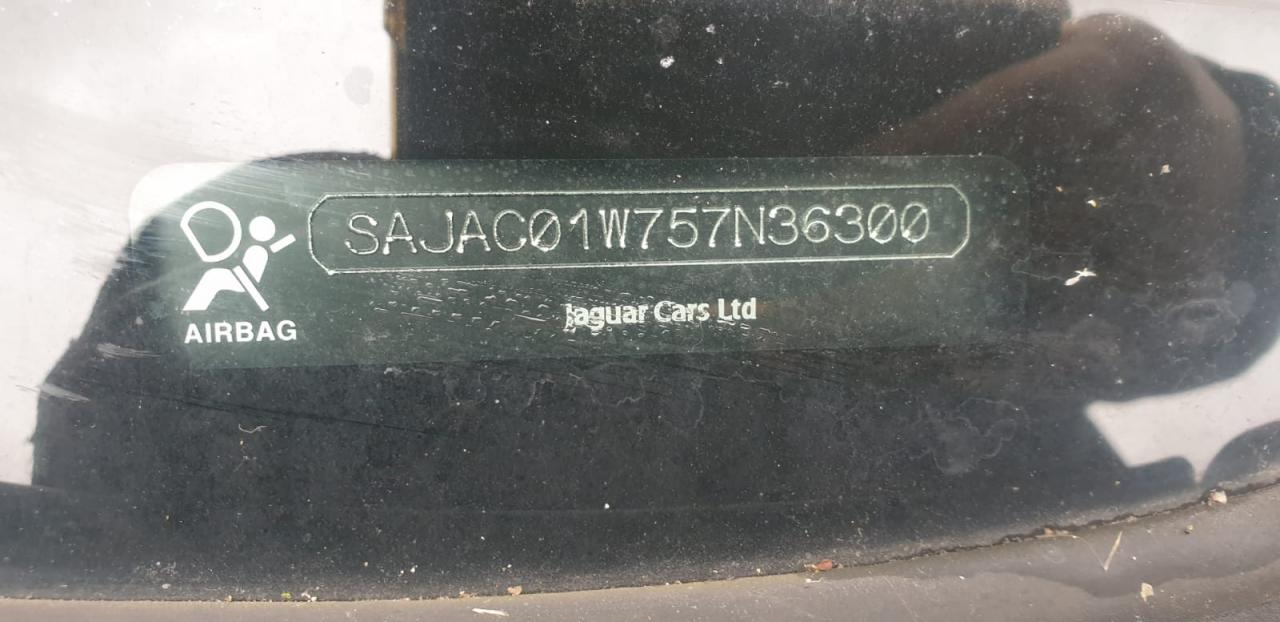 SAJAC01W757N36300
AIRBAG
Jaguar Cars Ltd